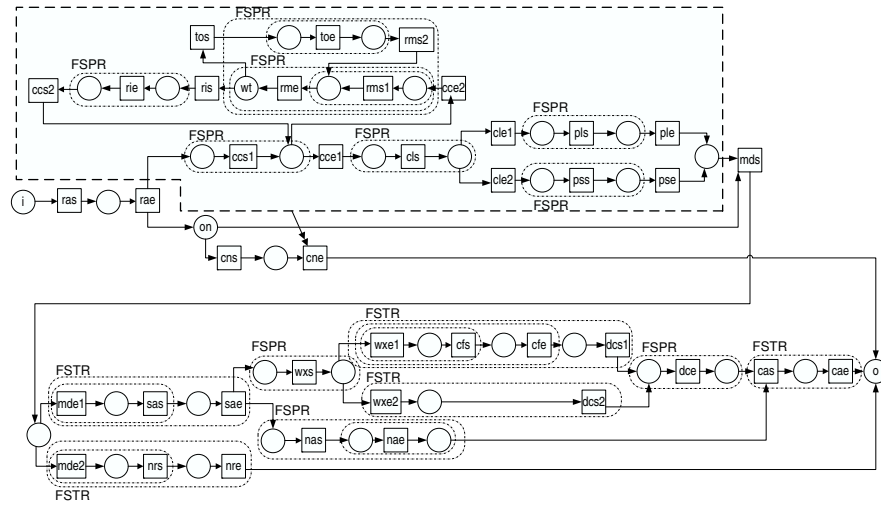 FSPR
tos
toe
rms2
FSPR
FSPR
ccs2
rie
ris
wt
rme
rms1
cce2
FSPR
FSPR
FSPR
cle1
pls
ple
ccs1
cce1
cls
mds
cle2
pss
pse
FSPR
i
ras
rae
on
cns
cne
FSTR
wxe1
cfs
cfe
dcs1
FSPR
FSPR
FSTR
wxs
dce
cas
cae
o
FSTR
FSTR
mde1
sas
sae
wxe2
dcs2
FSPR
nas
nae
mde2
nrs
nre
FSTR